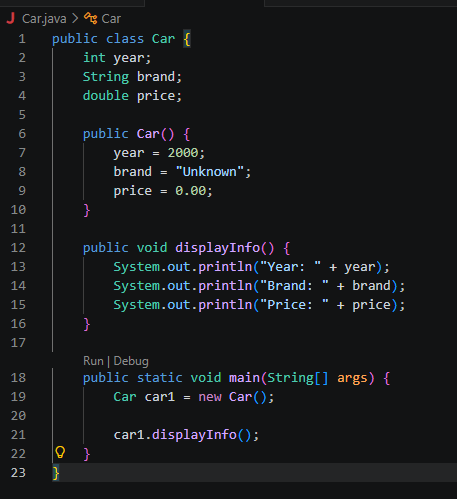 Car.java > Car
1 public class Car {
2     int year;
3     String brand;
4     double price;
5
6     public Car() {
7         year = 2000;
8         brand = "Unknown";
9         price = 0.00;
10     }
11
12     public void displayInfo() {
13         System.out.println("Year: " + year);
14         System.out.println("Brand: " + brand);
15         System.out.println("Price: " + price);
16     }
17
Run | Debug
18     public static void main(String[] args) {
19         Car car1 = new Car();
20
21         car1.displayInfo();
22     }
23 }